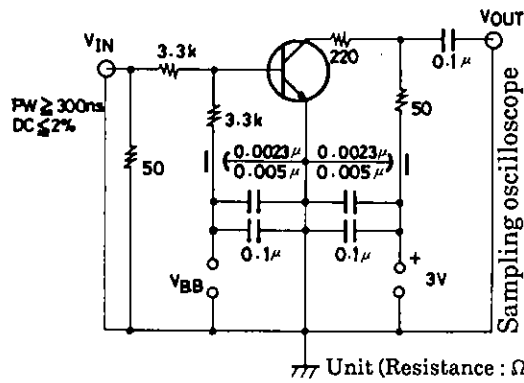 VOUT
VIN
3.3k
220
0.1μ
PW ≧ 300ns
DC ≦ 2%
3.3k
50
50
0.0023μ
0.0023μ
0.005μ
0.005μ
0.1μ
0.1μ
VBB
+
3V
Sampling oscilloscope
Unit (Resistance : Ω